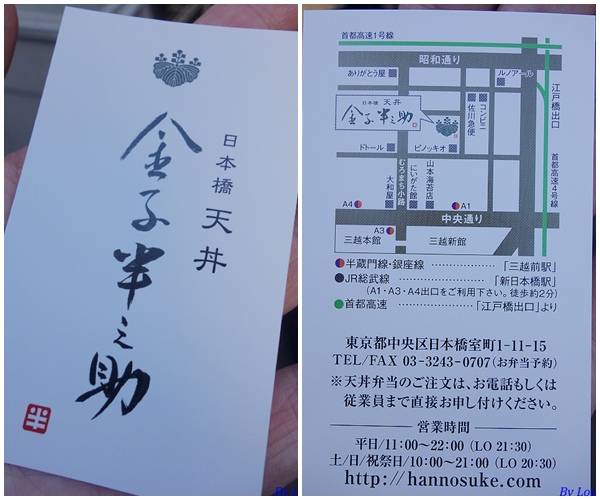 日本橋 天丼
金子半之助
半
By Lo
首都高速1号線
昭和通り
ありがとう屋
ルノアール
江戸橋出口
日本橋 天丼
金子半之助
佐川急便
コンビニ
ドトール
ピノッキオ
首都高速4号線
むろまち小路
大和屋
にいがた館
山本海苔店
A4
A1
中央通り
A3
三越本館
三越新館
半蔵門線・銀座線 ……………「三越前駅」
JR総武線 ……………「新日本橋駅」
(A1・A3・A4出口をご利用下さい。徒歩約2分)
首都高速 ……………「江戸橋出口」より
東京都中央区日本橋室町1-11-15
TEL/FAX 03-3243-0707(お弁当予約)
※天丼弁当のご注文は、お電話もしくは
従業員まで直接お申し付けください。
営業時間
平日/11:00〜22:00 (LO 21:30)
土/日/祝祭日/10:00〜21:00 (LO 20:30)
http://hannosuke.com
By Lo